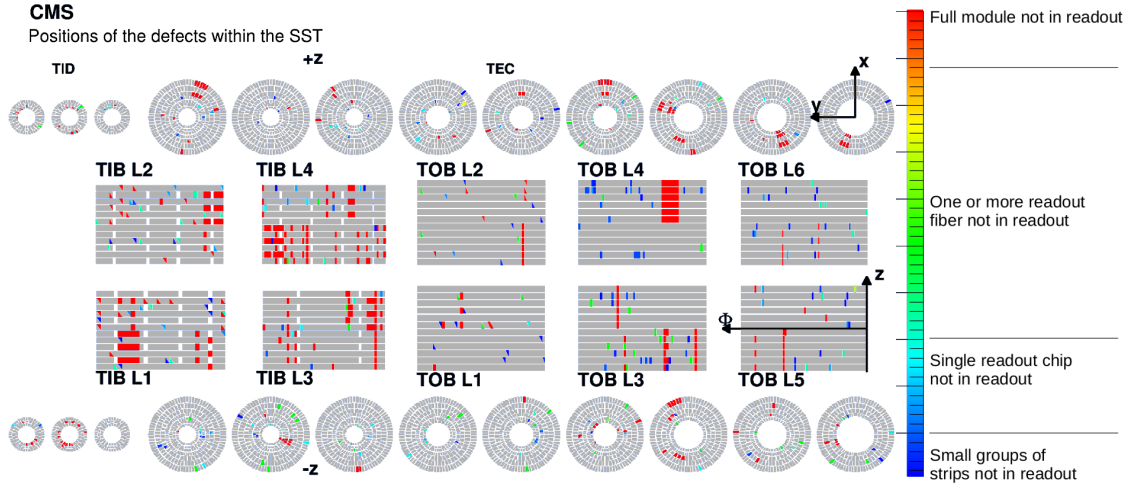 CMS
Positions of the defects within the SST
+z
TID
TEC
x
y
TIB L2
TIB L4
TOB L2
TOB L4
TOB L6
z
Φ
TIB L1
TIB L3
TOB L1
TOB L3
TOB L5
-z
Full module not in readout
One or more readout
fiber not in readout
Single readout chip
not in readout
Small groups of
strips not in readout